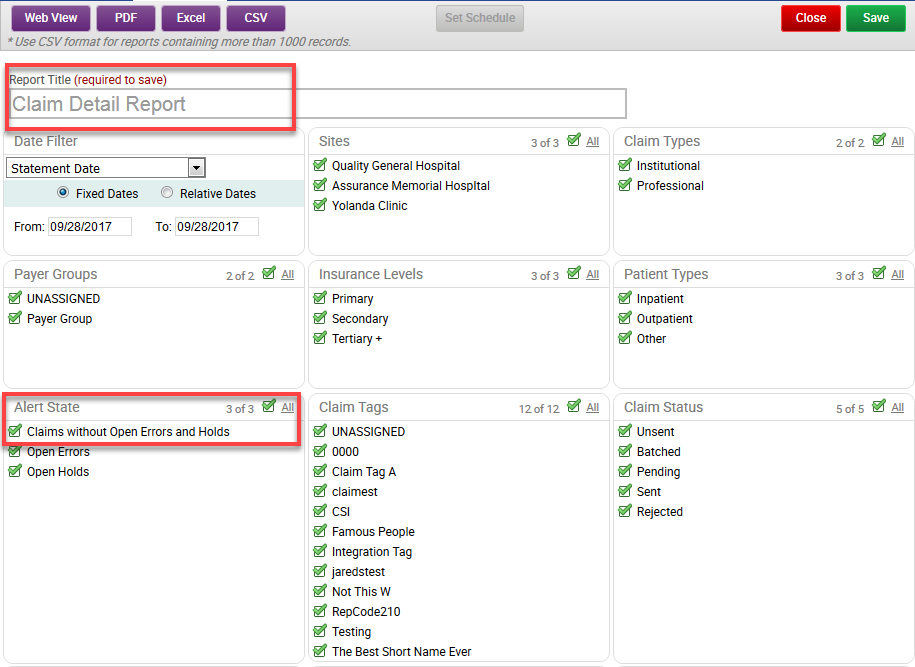 Web View PDF Excel CSV Set Schedule Close Save
* Use CSV format for reports containing more than 1000 records.
Report Title (required to save)
Claim Detail Report
Date Filter
Statement Date
Fixed Dates Relative Dates
From: 09/28/2017 To: 09/28/2017
Sites 3 of 3 All
Quality General Hospital
Assurance Memorial HospItal
Yolanda Clinic
Claim Types 2 of 2 All
Institutional
Professional
Payer Groups 2 of 2 All
UNASSIGNED
Payer Group
Insurance Levels 3 of 3 All
Primary
Secondary
Tertiary +
Patient Types 3 of 3 All
Inpatient
Outpatient
Other
Alert State 3 of 3 All
Claims without Open Errors and Holds
Open Errors
Open Holds
Claim Tags 12 of 12 All
UNASSIGNED
0000
Claim Tag A
claimest
CSI
Famous People
Integration Tag
jaredstest
Not This W
RepCode210
Testing
The Best Short Name Ever
Claim Status 5 of 5 All
Unsent
Batched
Pending
Sent
Rejected